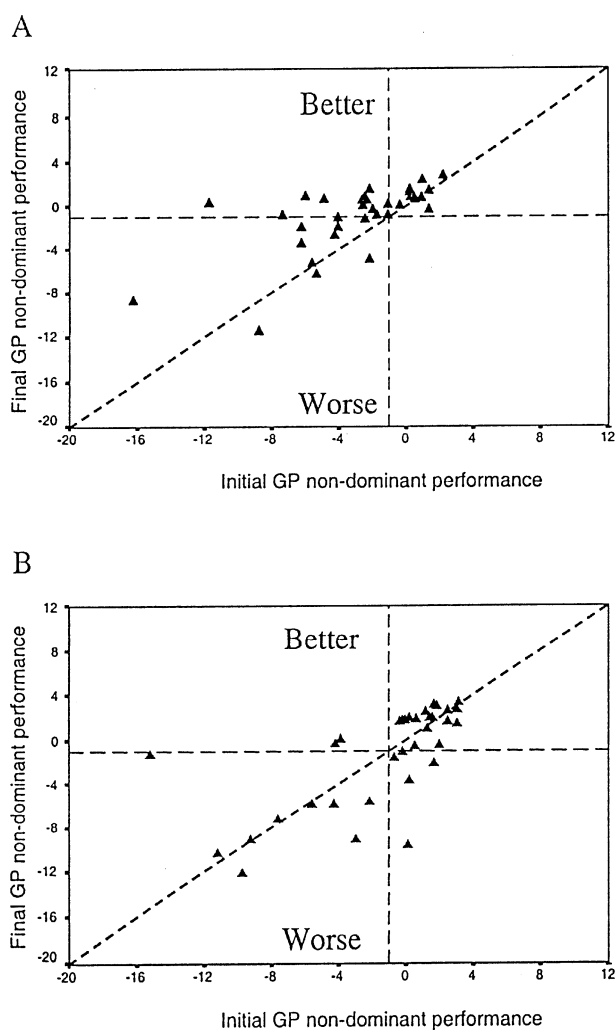 A
12
8
4
0
-4
-8
-12
-16
-20
Final GP non-dominant performance
Better
Worse
-20 -16 -12 -8 -4 0 4 8 12
Initial GP non-dominant performance
B
12
8
4
0
-4
-8
-12
-16
-20
Final GP non-dominant performance
Better
Worse
-20 -16 -12 -8 -4 0 4 8 12
Initial GP non-dominant performance